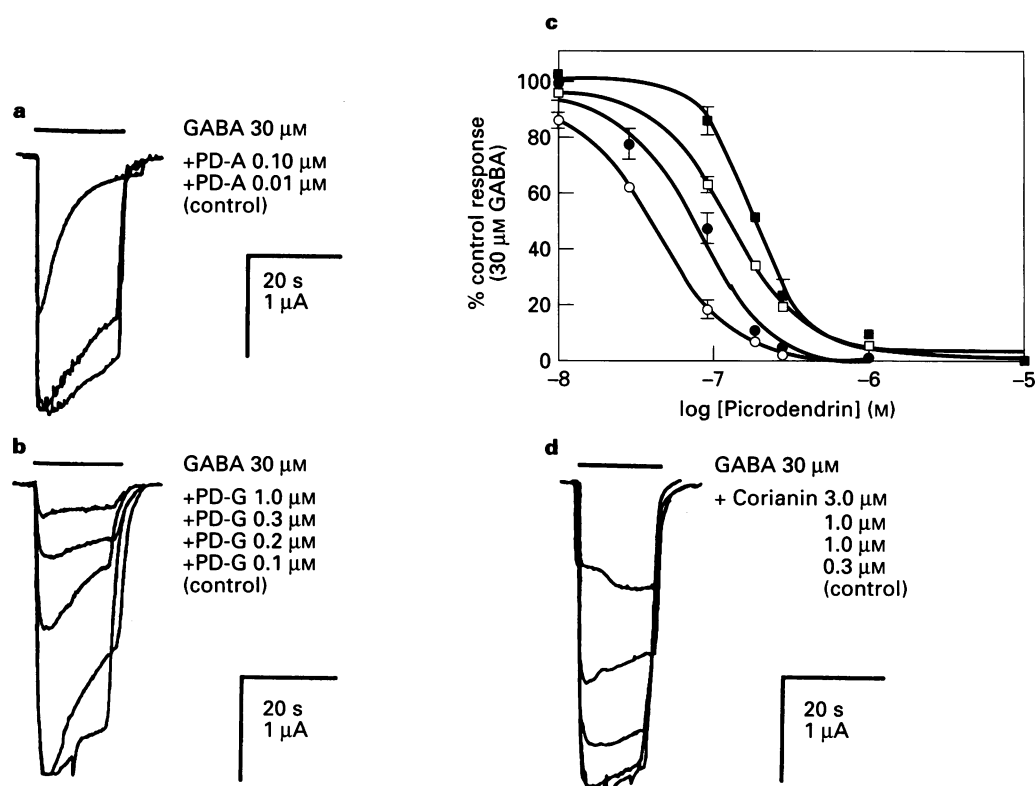 a
GABA 30 µM
+PD-A 0.10 µM
+PD-A 0.01 µM
(control)
20 s
1 µA
b
GABA 30 µM
+PD-G 1.0 µM
+PD-G 0.3 µM
+PD-G 0.2 µM
+PD-G 0.1 µM
(control)
20 s
1 µA
c
% control response
(30 µM GABA)
100
80
60
40
20
0
–8
–7
–6
–5
log [Picrodendrin] (M)
d
GABA 30 µM
+ Corianin 3.0 µM
1.0 µM
1.0 µM
0.3 µM
(control)
20 s
1 µA